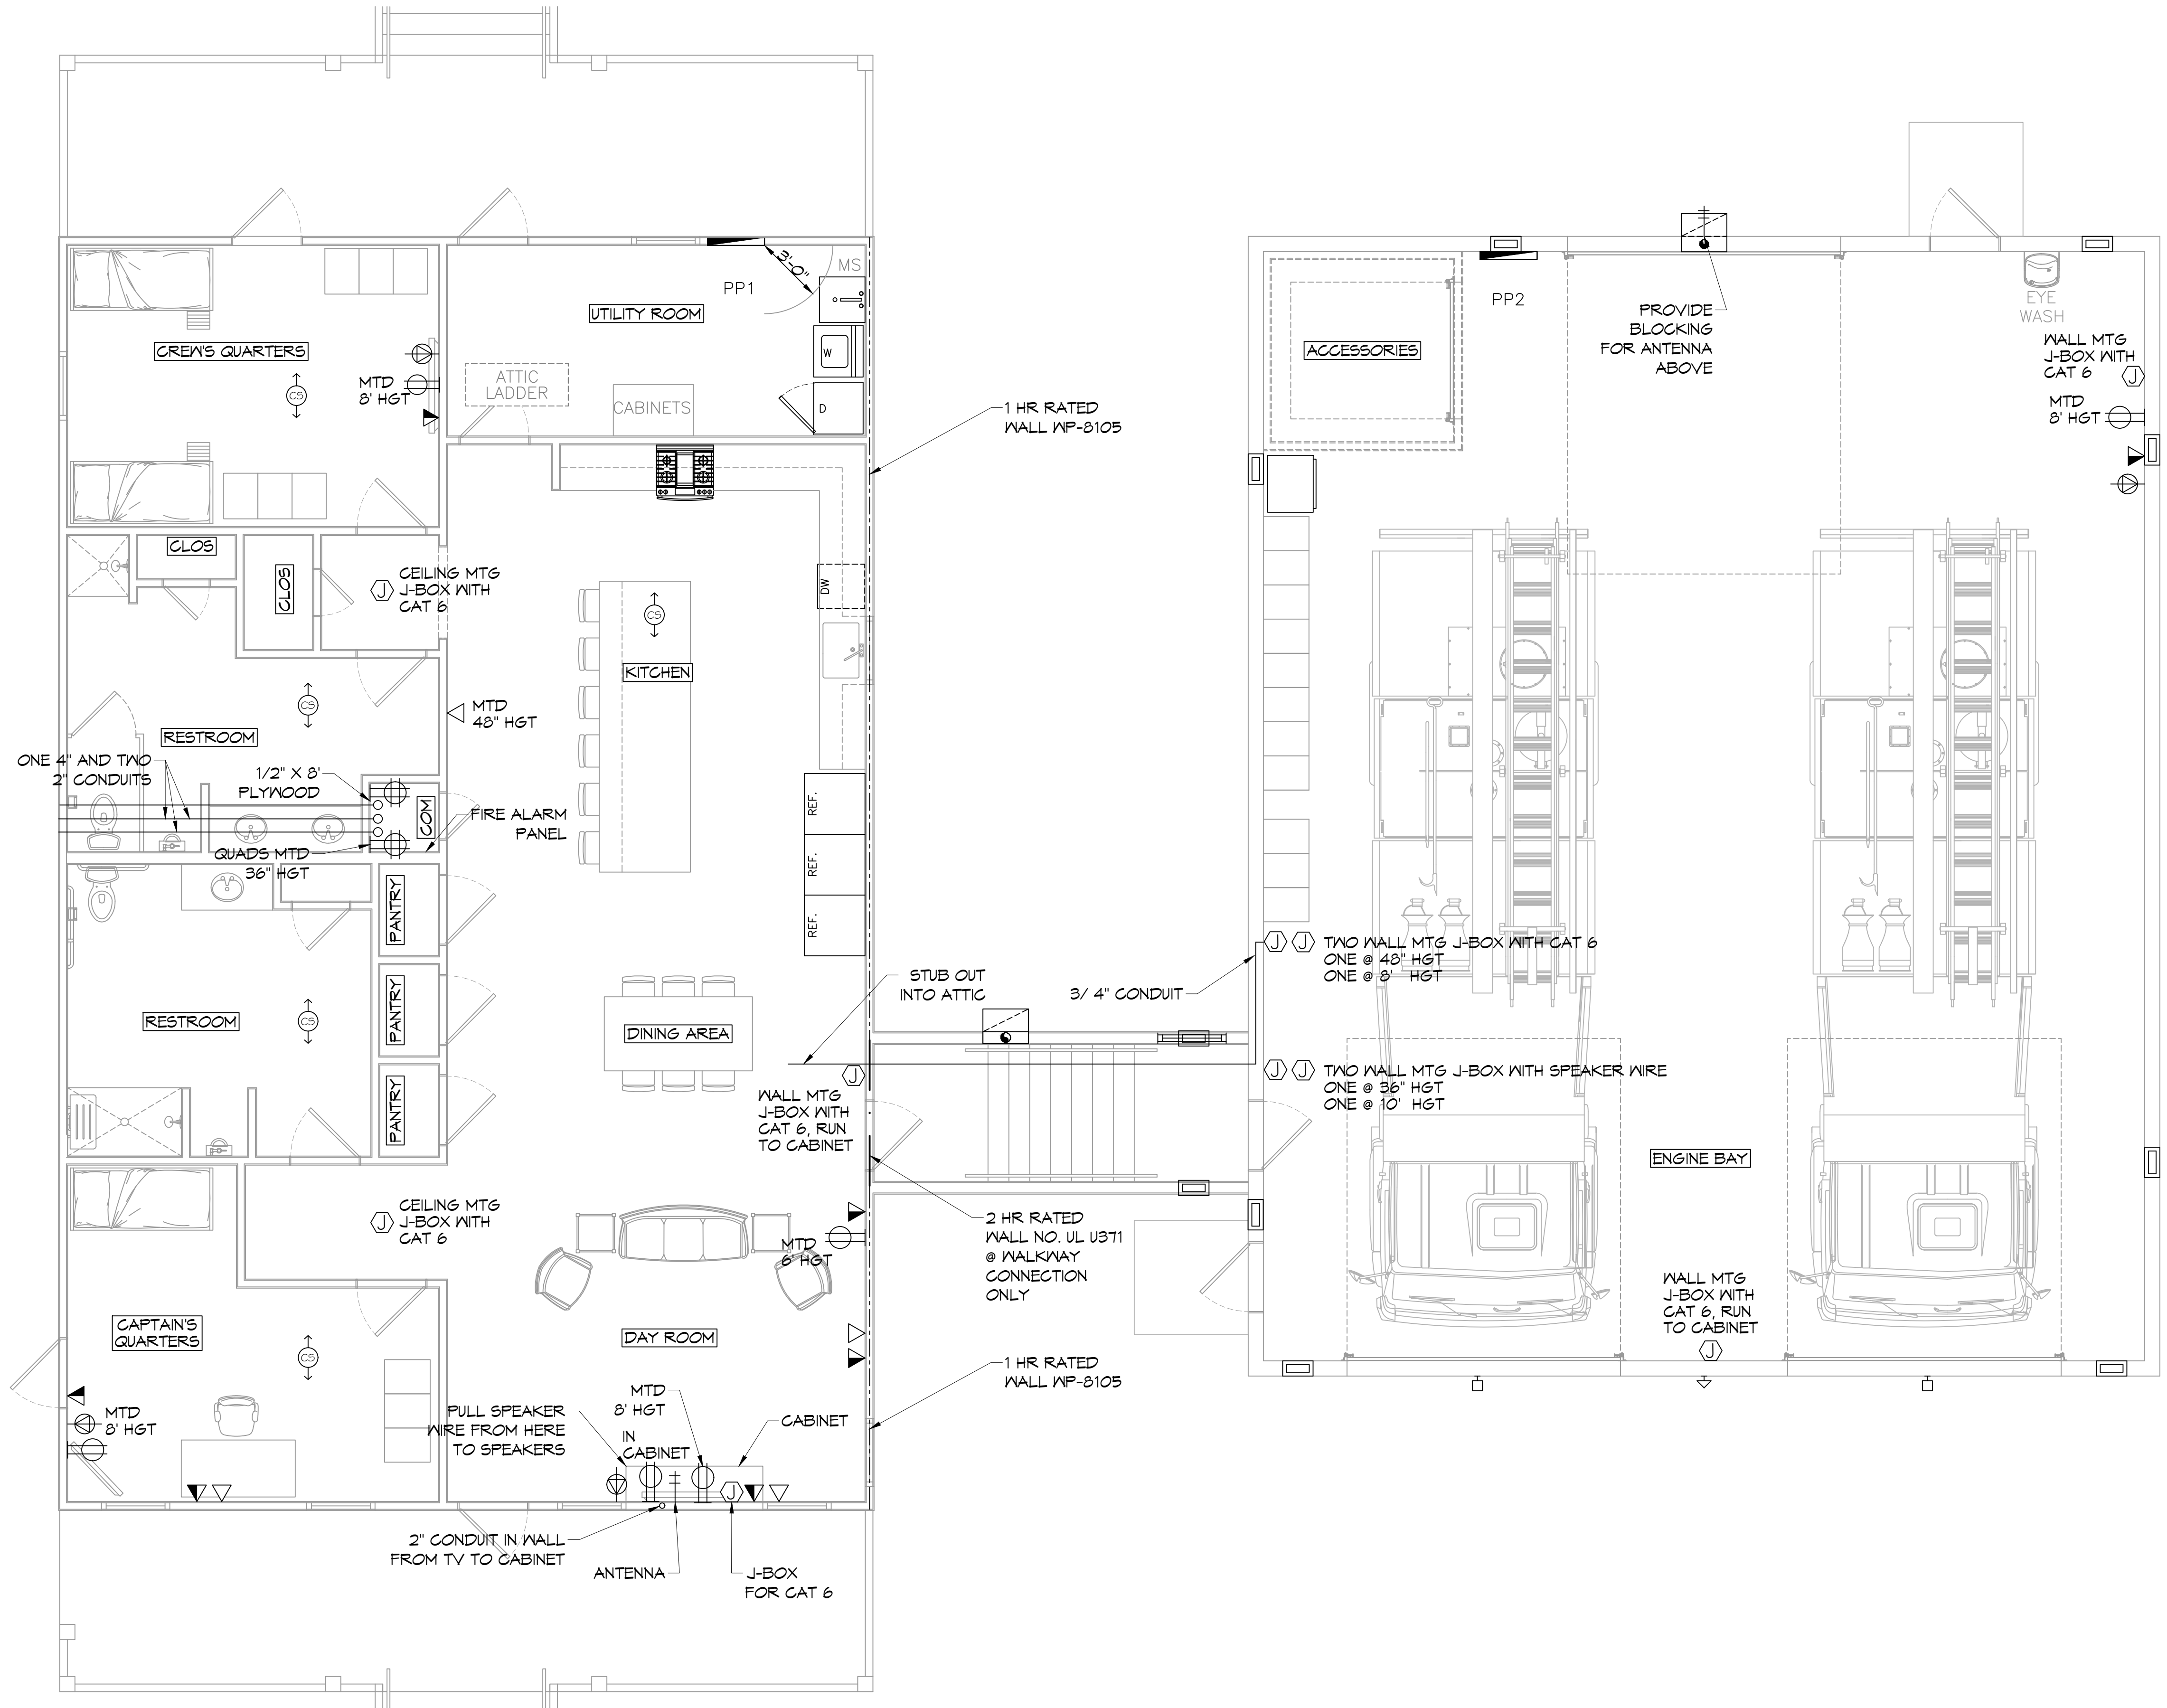 3'-0"
MS
PP1
UTILITY ROOM
W
D
ATTIC
LADDER
CABINETS
CREW'S QUARTERS
CS
MTD
8' HGT
PP2
PROVIDE
BLOCKING
FOR ANTENNA
ABOVE
EYE
WASH
WALL MTG
J-BOX WITH
CAT 6
J
MTD
8' HGT
ACCESSORIES
1 HR RATED
WALL WP-8105
CLOS
CLOS
J
CEILING MTG
J-BOX WITH
CAT 6
CS
KITCHEN
DW
CS
RESTROOM
MTD
48" HGT
ONE 4" AND TWO
2" CONDUITS
1/2" X 8'
PLYWOOD
COM
FIRE ALARM
PANEL
QUADS MTD
36" HGT
REF.
REF.
REF.
PANTRY
PANTRY
PANTRY
RESTROOM
CS
DINING AREA
STUB OUT
INTO ATTIC
3/ 4" CONDUIT
J
J
TWO WALL MTG J-BOX WITH CAT 6
ONE @ 48" HGT
ONE @ 8' HGT
J
J
TWO WALL MTG J-BOX WITH SPEAKER WIRE
ONE @ 36" HGT
ONE @ 10' HGT
J
WALL MTG
J-BOX WITH
CAT 6, RUN
TO CABINET
ENGINE BAY
J
CEILING MTG
J-BOX WITH
CAT 6
MTD
6' HGT
2 HR RATED
WALL NO. UL U371
@ WALKWAY
CONNECTION
ONLY
WALL MTG
J-BOX WITH
CAT 6, RUN
TO CABINET
J
CAPTAIN'S
QUARTERS
CS
DAY ROOM
1 HR RATED
WALL WP-8105
MTD
8' HGT
PULL SPEAKER
WIRE FROM HERE
TO SPEAKERS
MTD
8' HGT
IN
CABINET
CABINET
J
2" CONDUIT IN WALL
FROM TV TO CABINET
ANTENNA
J-BOX
FOR CAT 6